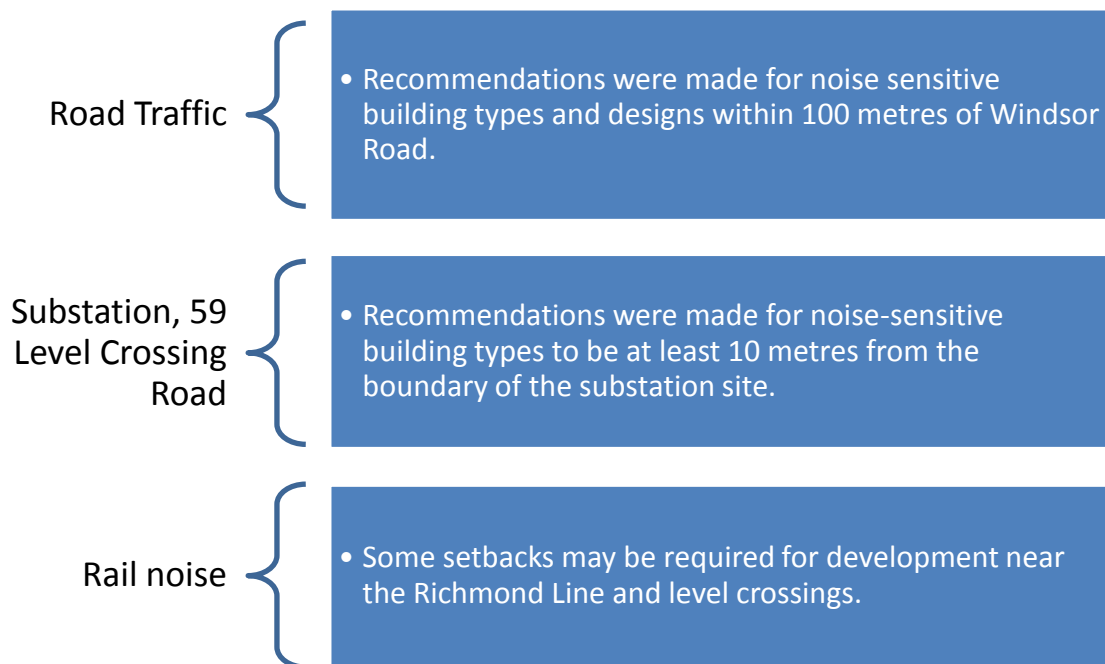 Road Traffic
• Recommendations were made for noise sensitive
building types and designs within 100 metres of Windsor
Road.
Substation, 59
Level Crossing
Road
• Recommendations were made for noise-sensitive
building types to be at least 10 metres from the
boundary of the substation site.
Rail noise
• Some setbacks may be required for development near
the Richmond Line and level crossings.